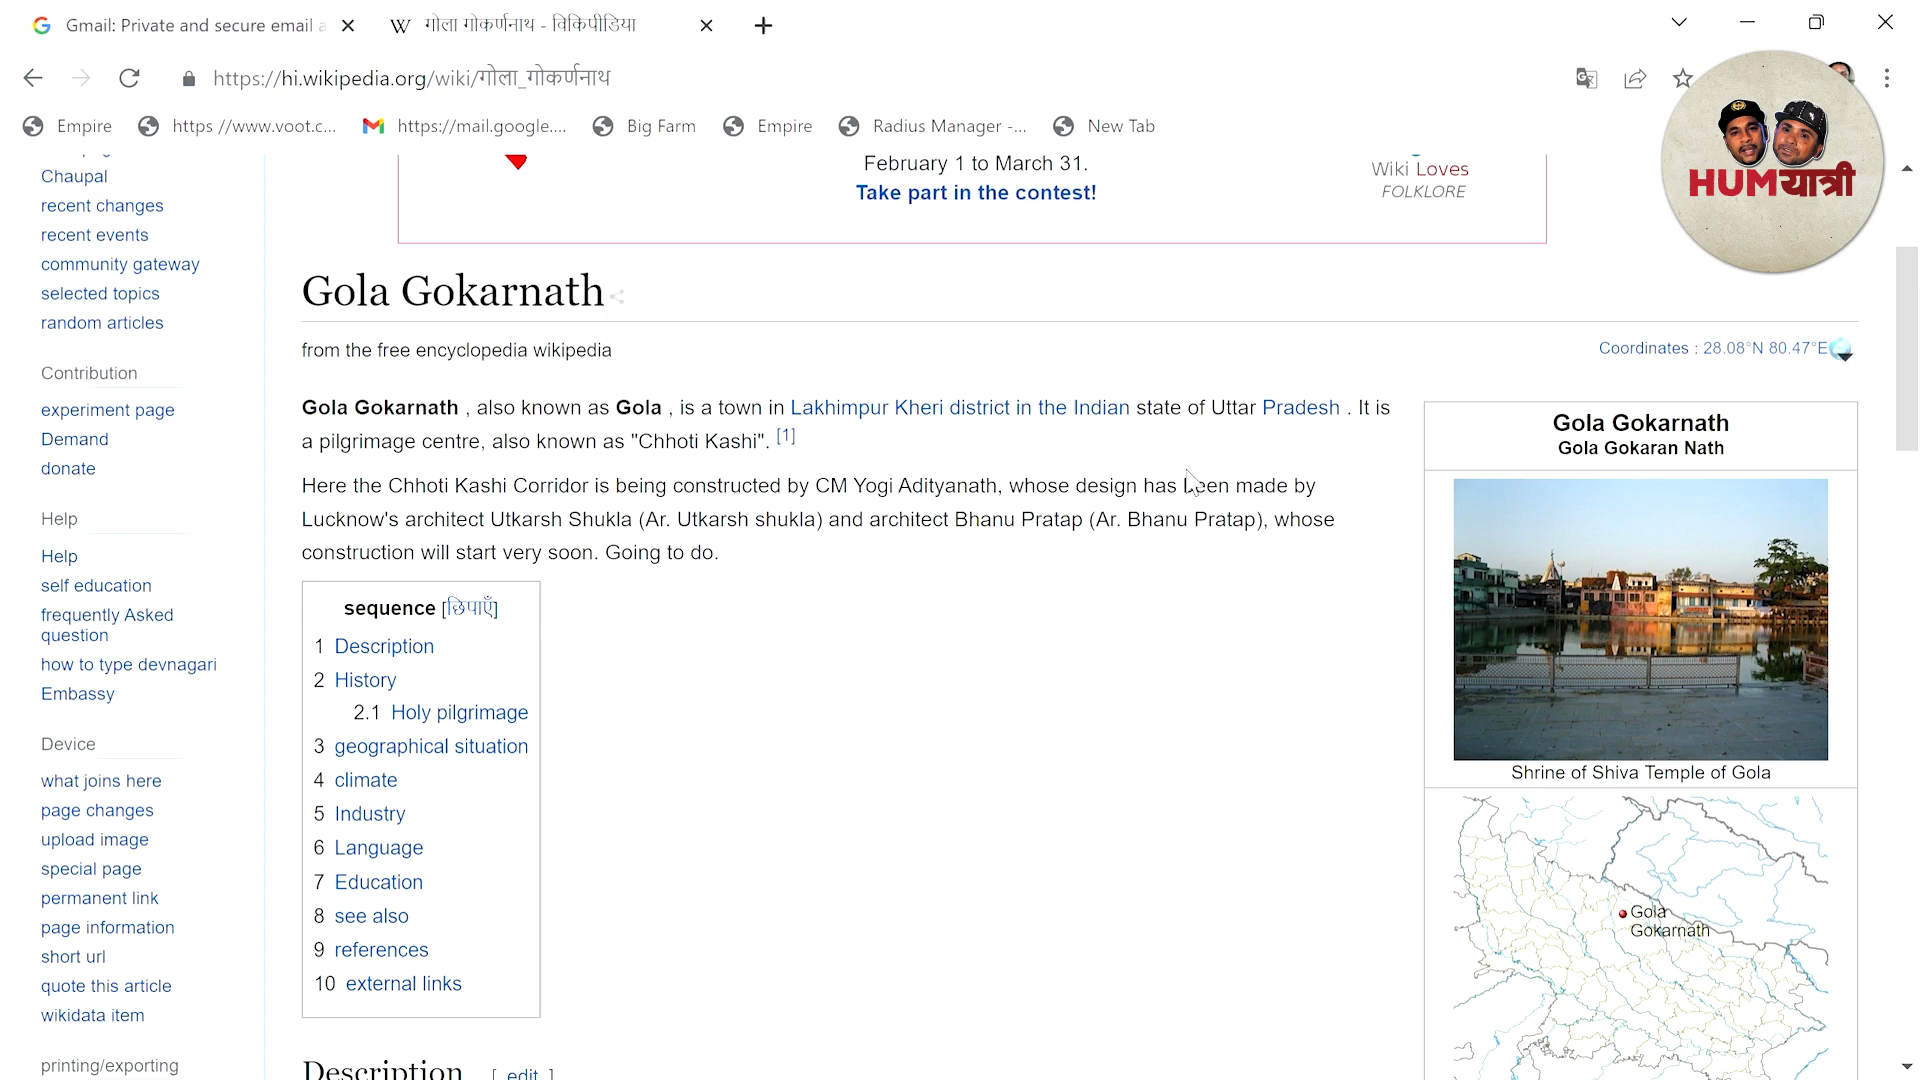 Gmail: Private and secure email a
गोला गोकर्णनाथ - विकिपीडिया
https://hi.wikipedia.org/wiki/गोला_गोकर्णनाथ
Empire
https //www.voot.c...
https://mail.google....
Big Farm
Empire
Radius Manager -...
New Tab
HUMयात्री
February 1 to March 31.
Take part in the contest!
Wiki Loves
FOLKLORE
Chaupal
recent changes
recent events
community gateway
selected topics
random articles
Contribution
experiment page
Demand
donate
Help
Help
self education
frequently Asked
question
how to type devnagari
Embassy
Device
what joins here
page changes
upload image
special page
permanent link
page information
short url
quote this article
wikidata item
printing/exporting
Gola Gokarnath
from the free encyclopedia wikipedia
Coordinates : 28.08°N 80.47°E
Gola Gokarnath , also known as Gola , is a town in Lakhimpur Kheri district in the Indian state of Uttar Pradesh . It is
a pilgrimage centre, also known as "Chhoti Kashi". [1]
Here the Chhoti Kashi Corridor is being constructed by CM Yogi Adityanath, whose design has been made by
Lucknow's architect Utkarsh Shukla (Ar. Utkarsh shukla) and architect Bhanu Pratap (Ar. Bhanu Pratap), whose
construction will start very soon. Going to do.
sequence [छिपाएँ]
1 Description
2 History
2.1 Holy pilgrimage
3 geographical situation
4 climate
5 Industry
6 Language
7 Education
8 see also
9 references
10 external links
Description [ edit ]
Gola Gokarnath
Gola Gokaran Nath
Shrine of Shiva Temple of Gola
Gola
Gokarnath